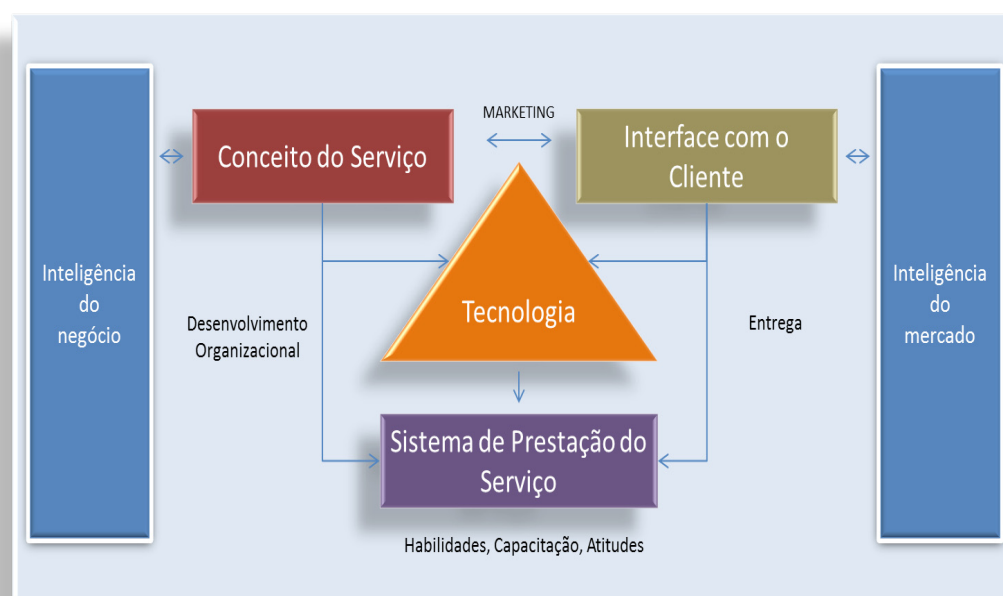 MARKETING
Conceito do Serviço
Interface com o
Cliente
Inteligência
do
negócio
Tecnologia
Desenvolvimento
Organizacional
Entrega
Inteligência
do
mercado
Sistema de Prestação do
Serviço
Habilidades, Capacitação, Atitudes